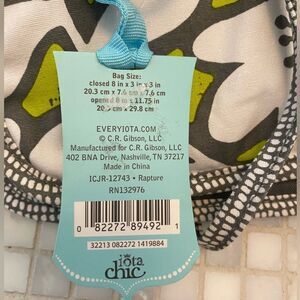 Bag Size:
closed 8 in x 3 in x 3 in
20.3 cm x 7.6 cm x 7.6 cm
opened 8 in x 11.75 in
20.3 cm x 29.8 cm
EVERYIOTA.COM
© C.R. Gibson, LLC
Manufactured for C.R. Gibson, LLC
402 BNA Drive, Nashville, TN 37217
Made in China
ICJR-12743 • Rapture
RN132976
0 82272 89492 1
32213 082272 1419884
iota
chic